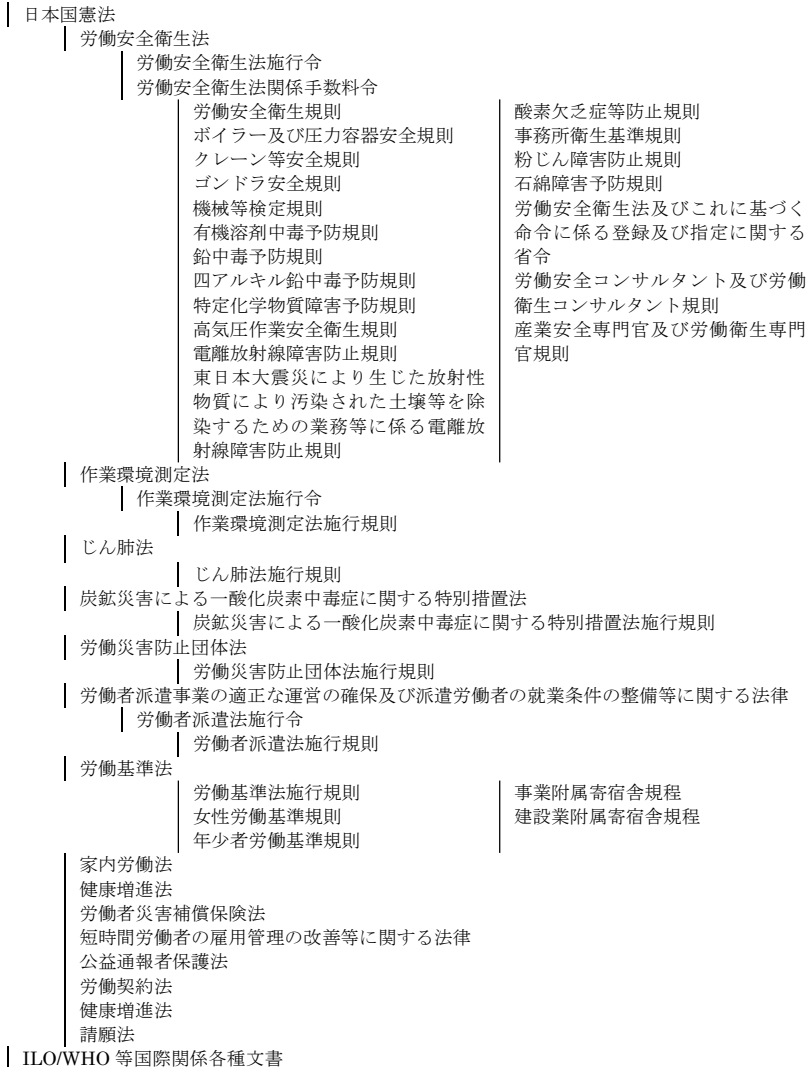 日本国憲法
労働安全衛生法
労働安全衛生法施行令
労働安全衛生法関係手数料令
労働安全衛生規則
ボイラー及び圧力容器安全規則
クレーン等安全規則
ゴンドラ安全規則
機械等検定規則
有機溶剤中毒予防規則
鉛中毒予防規則
四アルキル鉛中毒予防規則
特定化学物質障害予防規則
高気圧作業安全衛生規則
電離放射線障害防止規則
東日本大震災により生じた放射性
物質により汚染された土壌等を除
染するための業務等に係る電離放
射線障害防止規則
酸素欠乏症等防止規則
事務所衛生基準規則
粉じん障害防止規則
石綿障害予防規則
労働安全衛生法及びこれに基づく
命令に係る登録及び指定に関する
省令
労働安全コンサルタント及び労働
衛生コンサルタント規則
産業安全専門官及び労働衛生専門
官規則
作業環境測定法
作業環境測定法施行令
作業環境測定法施行規則
じん肺法
じん肺法施行規則
炭鉱災害による一酸化炭素中毒症に関する特別措置法
炭鉱災害による一酸化炭素中毒症に関する特別措置法施行規則
労働災害防止団体法
労働災害防止団体法施行規則
労働者派遣事業の適正な運営の確保及び派遣労働者の就業条件の整備等に関する法律
労働者派遣法施行令
労働者派遣法施行規則
労働基準法
労働基準法施行規則
女性労働基準規則
年少者労働基準規則
事業附属寄宿舎規程
建設業附属寄宿舎規程
家内労働法
健康増進法
労働者災害補償保険法
短時間労働者の雇用管理の改善等に関する法律
公益通報者保護法
労働契約法
健康増進法
請願法
ILO/WHO 等国際関係各種文書